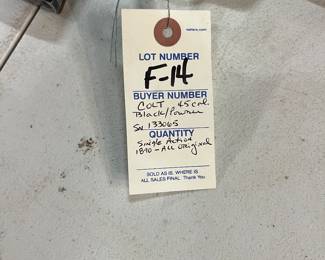 LOT NUMBER
F-14
BUYER NUMBER
COLT 45 cal.
Black/Powder
SN. 133065
QUANTITY
Single Action
1890 - ALL Original
SOLD AS IS, WHERE IS
ALL SALES FINAL. Thank You